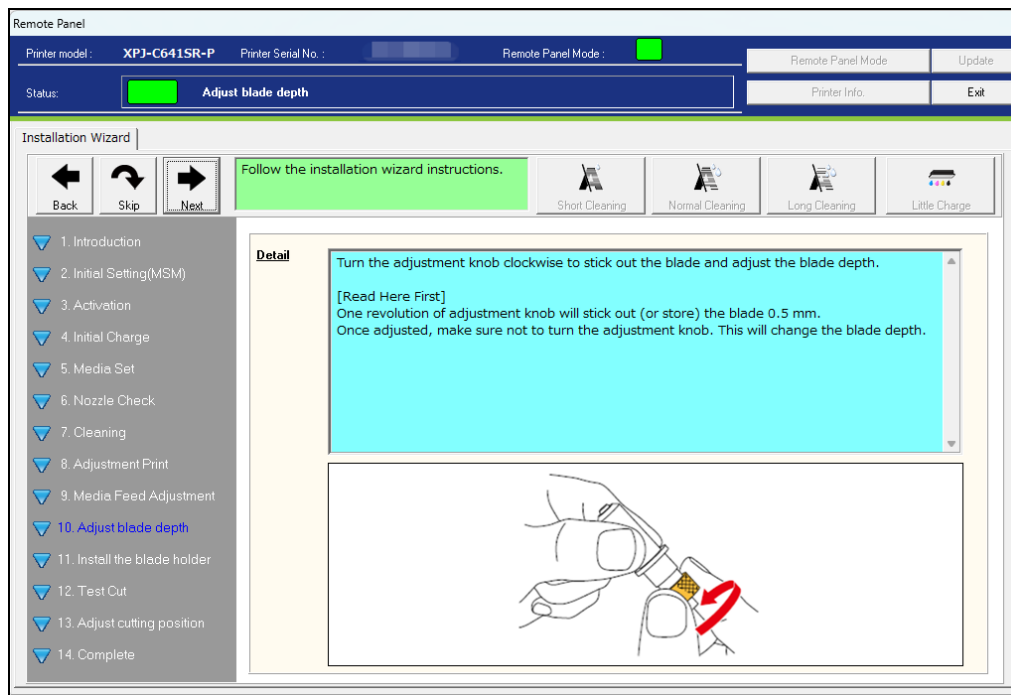 Remote Panel
Printer model : XPJ-C641SR-P Printer Serial No. : Remote Panel Mode :
Remote Panel Mode Update
Status: Adjust blade depth
Printer Info. Exit
Installation Wizard
Back Skip Next
Follow the installation wizard instructions.
Short Cleaning Normal Cleaning Long Cleaning Little Charge
1. Introduction
2. Initial Setting(MSM)
3. Activation
4. Initial Charge
5. Media Set
6. Nozzle Check
7. Cleaning
8. Adjustment Print
9. Media Feed Adjustment
10. Adjust blade depth
11. Install the blade holder
12. Test Cut
13. Adjust cutting position
14. Complete
Detail
Turn the adjustment knob clockwise to stick out the blade and adjust the blade depth.
[Read Here First]
One revolution of adjustment knob will stick out (or store) the blade 0.5 mm.
Once adjusted, make sure not to turn the adjustment knob. This will change the blade depth.